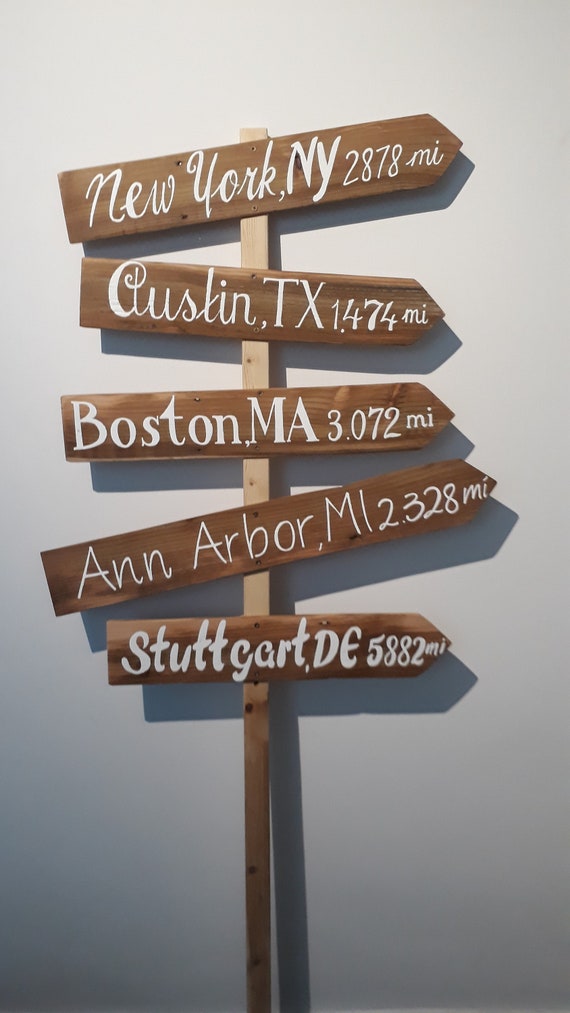 New York, NY 2878 mi
Austin, TX 1.474 mi
Boston, MA 3.072 mi
Ann Arbor, MI 2.328 mi
Stuttgart, DE 5882 mi